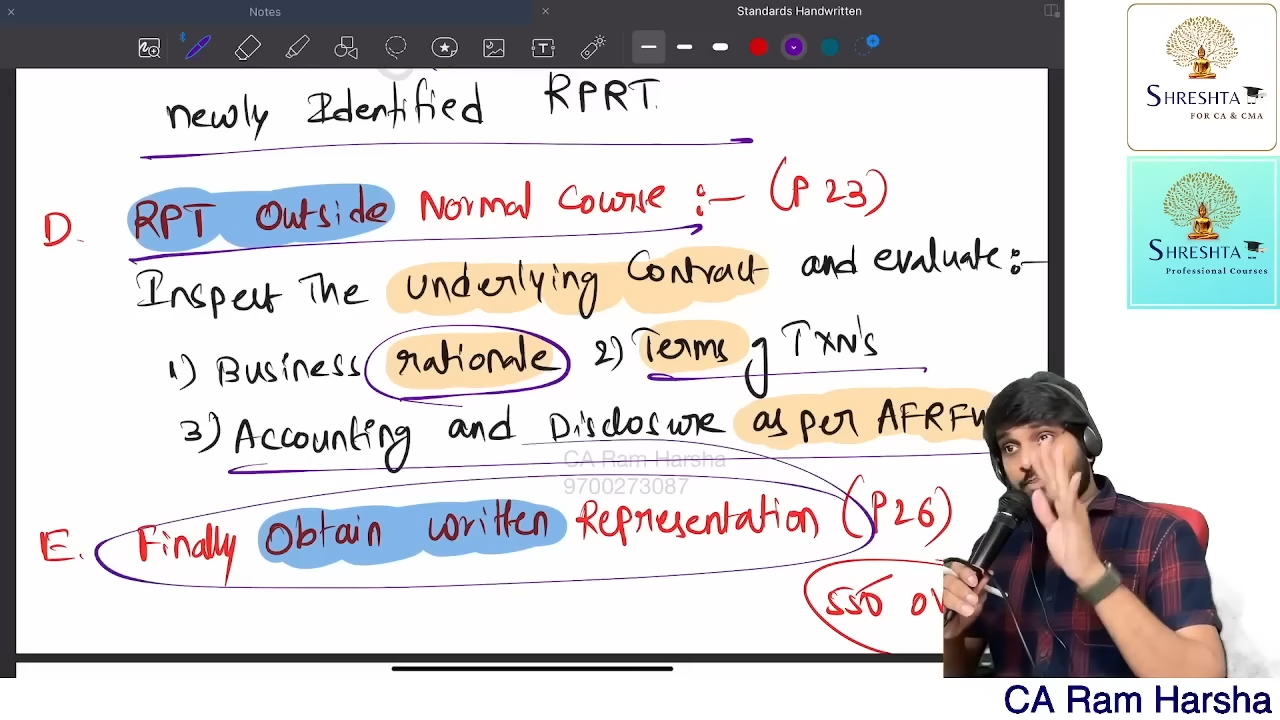 Notes
Standards Handwritten
newly Identified RPRT.
D. RPT Outside Normal Course :- (P 23)
Inspect The underlying Contract and evaluate:-
1) Business rationale 2) Terms of TXN's
3) Accounting and Disclosure as per AFRFW
CA Ram Harsha
9700273087
E. Finally Obtain written Representation (P26)
550
SHRESHTA
FOR CA & CMA
SHRESHTA
Professional Courses
CA Ram Harsha